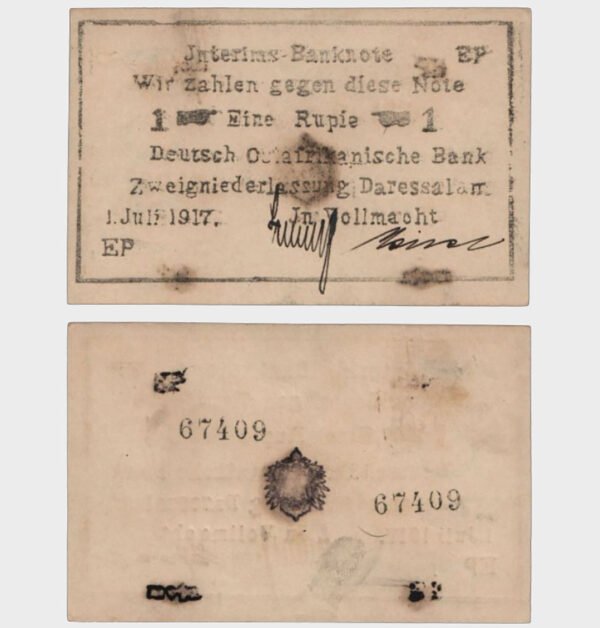 Interims-Banknote EP
Wir zahlen gegen diese Note
1 Eine Rupie 1
Deutsch Ostafrikanische Bank
Zweigniederlassung Daressalam
1. Juli 1917. In Vollmacht
EP
EP
67409
67409